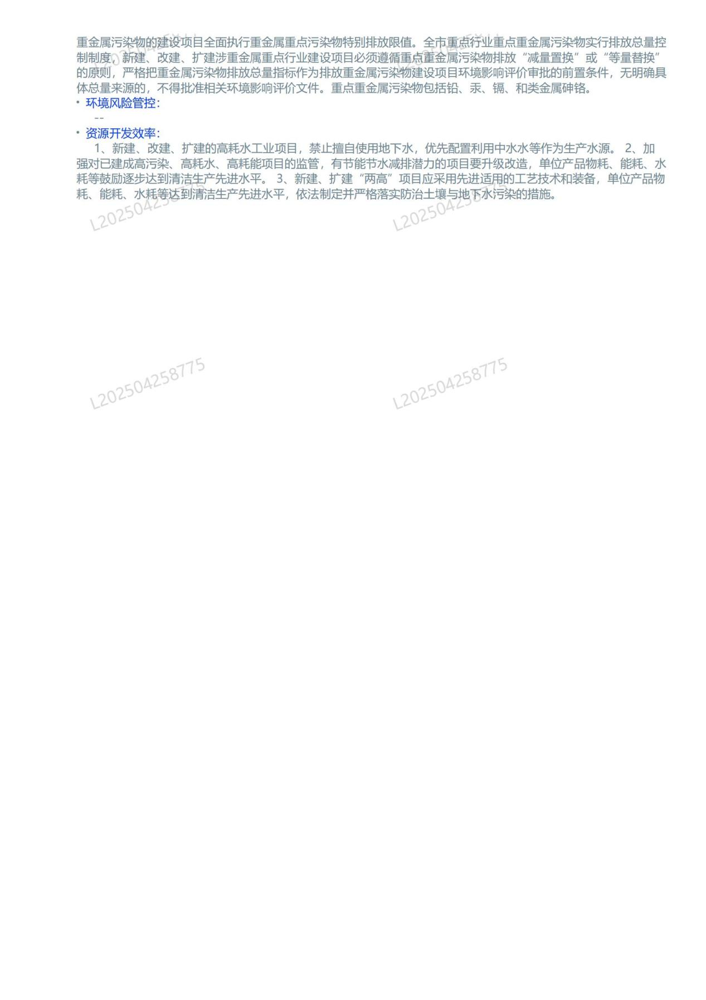 重金属污染物的建设项目全面执行重金属重点污染物特别排放限值。全市重点行业重点重金属污染物实行排放总量控
制制度，新建、改建、扩建涉重金属重点行业建设项目必须遵循重点重金属污染物排放“减量置换”或“等量替换”
的原则，严格把重金属污染物排放总量指标作为排放重金属污染物建设项目环境影响评价审批的前置条件，无明确具
体总量来源的，不得批准相关环境影响评价文件。重点重金属污染物包括铅、汞、镉、和类金属砷铬。
• 环境风险管控：
--
• 资源开发效率：
1、新建、改建、扩建的高耗水工业项目，禁止擅自使用地下水，优先配置利用中水水等作为生产水源。 2、加
强对已建成高污染、高耗水、高耗能项目的监管，有节能节水减排潜力的项目要升级改造，单位产品物耗、能耗、水
耗等鼓励逐步达到清洁生产先进水平。 3、新建、扩建“两高”项目应采用先进适用的工艺技术和装备，单位产品物
耗、能耗、水耗等达到清洁生产先进水平，依法制定并严格落实防治土壤与地下水污染的措施。
L202504258775 L202504258775
L202504258775 L202504258775